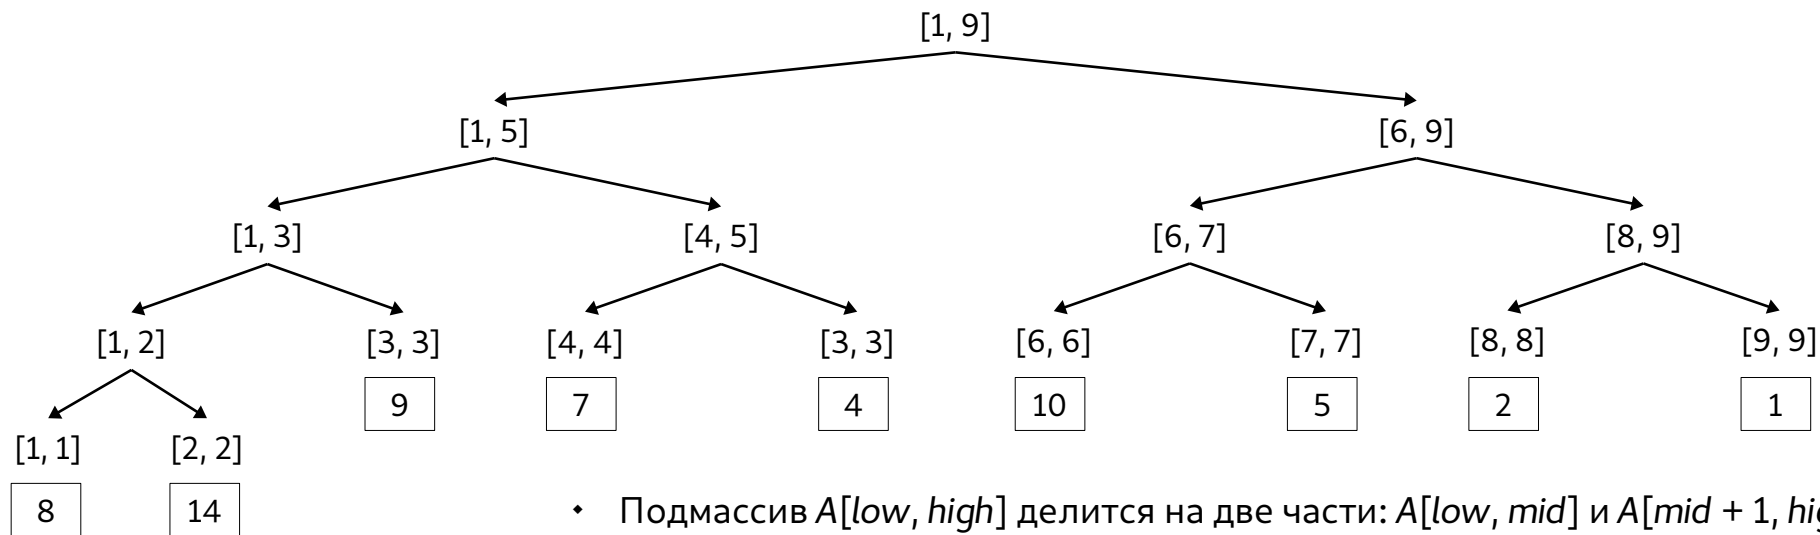 [1, 9]
[1, 5] [6, 9]
[1, 3] [4, 5] [6, 7] [8, 9]
[1, 2] [3, 3] [4, 4] [3, 3] [6, 6] [7, 7] [8, 8] [9, 9]
9 7 4 10 5 2 1
[1, 1] [2, 2]
8 14
• Подмассив A[low, high] делится на две части: A[low, mid] и A[mid + 1,